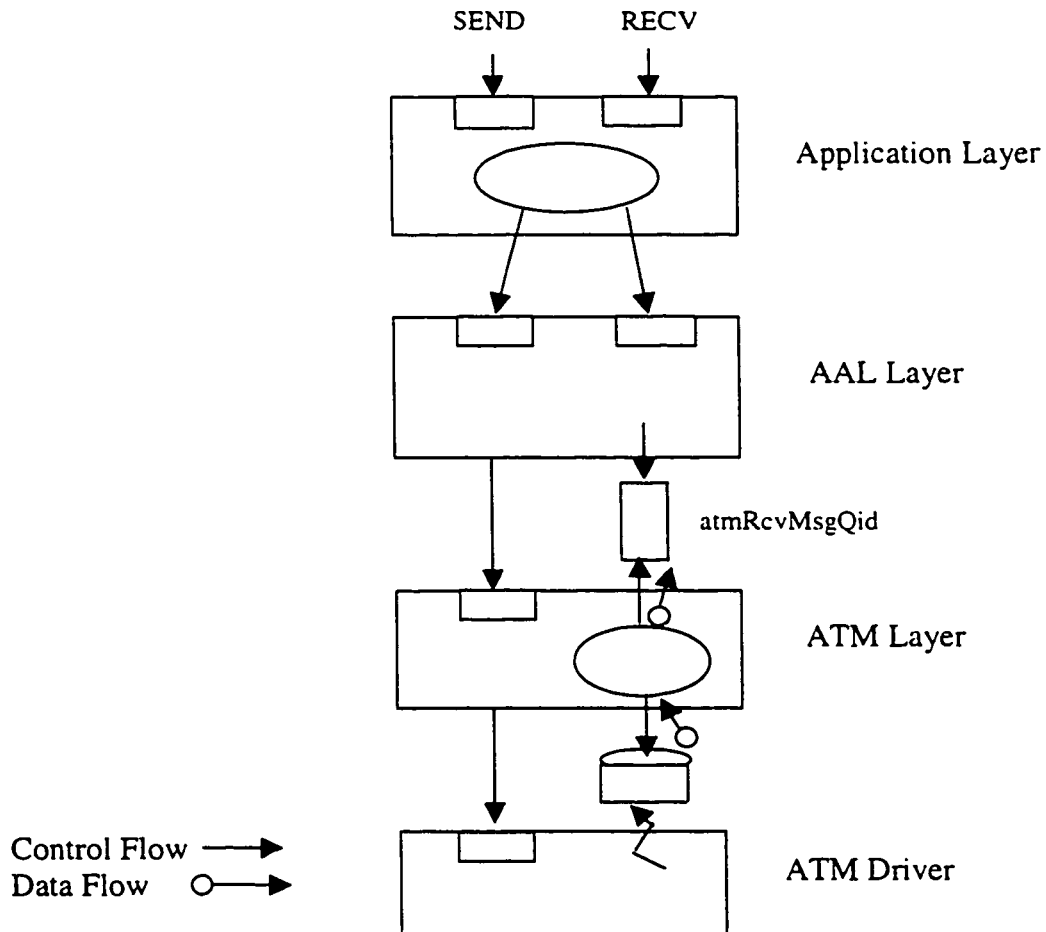 SEND RECV
Application Layer
AAL Layer
atmRcvMsgQid
ATM Layer
Control Flow
Data Flow
ATM Driver